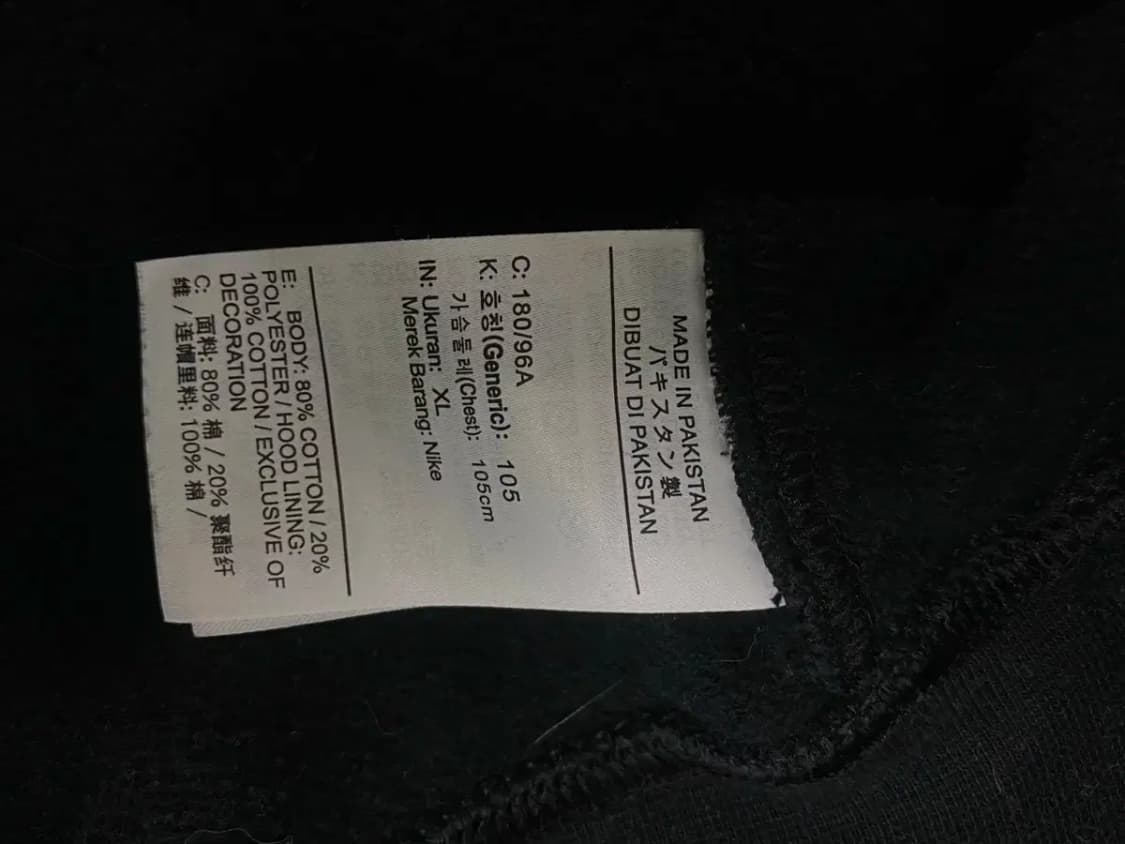 MADE IN PAKISTAN
パキスタン製
DIBUAT DI PAKISTAN
C: 180/96A
K: 호칭(Generic): 105
가슴둘레(Chest): 105cm
IN: Ukuran: XL
Merek Barang: Nike
E: BODY: 80% COTTON / 20%
POLYESTER / HOOD LINING:
100% COTTON / EXCLUSIVE OF
DECORATION
C: 面料: 80% 棉 / 20% 聚酯纤
维 / 连帽里料: 100% 棉 /